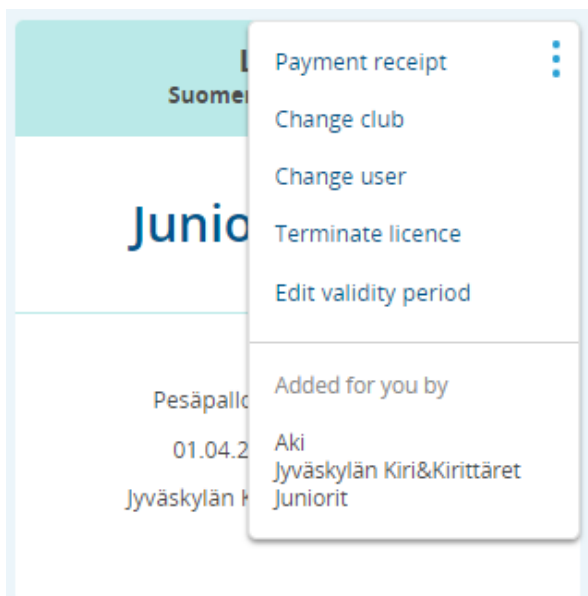 Suomen
Junio
Pesäpallo
01.04.2
Jyväskylän K
Payment receipt
Change club
Change user
Terminate licence
Edit validity period
Added for you by
Aki
Jyväskylän Kiri&Kirittäret
Juniorit